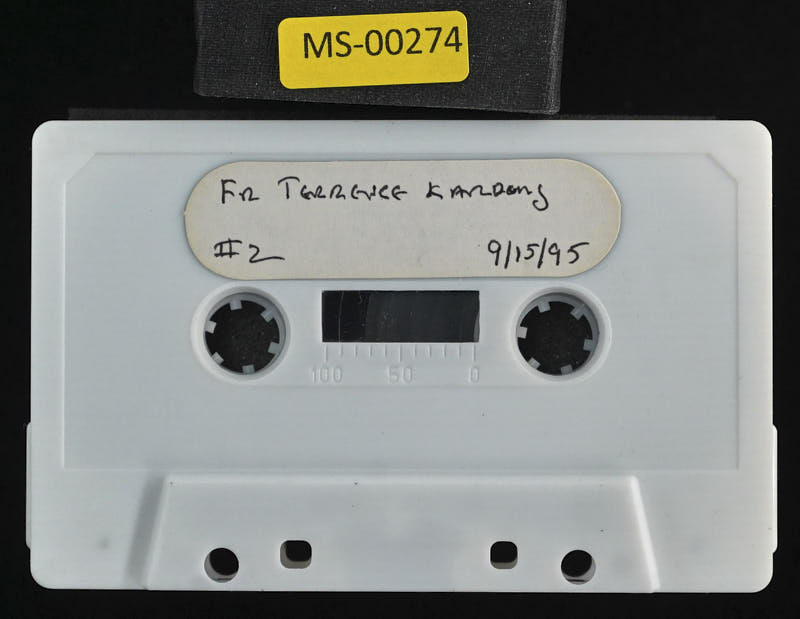 MS-00274
Fr Terrence Kardong
#2 9/15/95
100 50 0